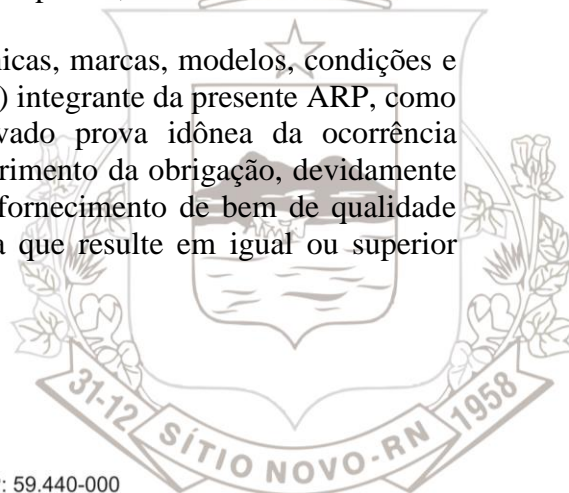 nicas, marcas, modelos, condições e
) integrante da presente ARP, como
vado prova idônea da ocorrência
rimento da obrigação, devidamente
fornecimento de bem de qualidade
a que resulte em igual ou superior
31-12 SÍTIO NOVO-RN 1958
: 59.440-000